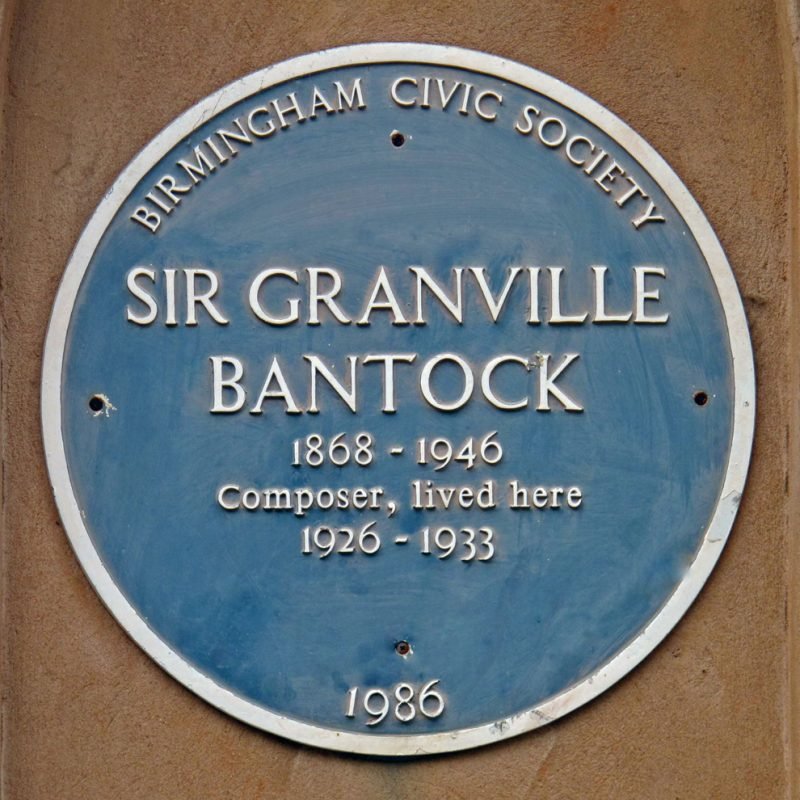 BIRMINGHAM CIVIC SOCIETY
SIR GRANVILLE
BANTOCK
1868 - 1946
Composer, lived here
1926 - 1933
1986